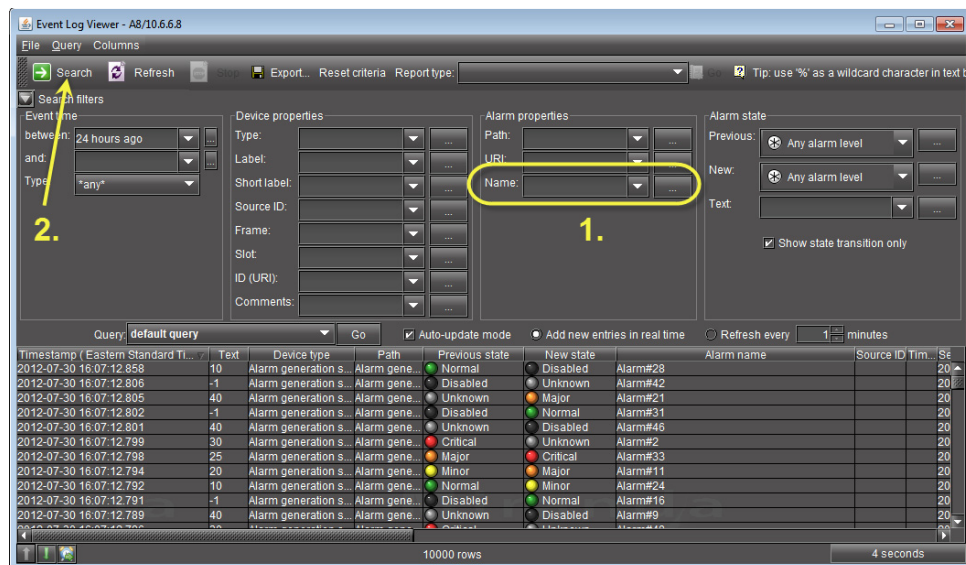 Event Log Viewer - A8/10.6.6.8
File Query Columns
Search Refresh Stop Export... Reset criteria Report type: Go Tip: use '%' as a wildcard character in text
Search filters
Event time Device properties Alarm properties Alarm state
between: 24 hours ago ... Type: ... Path: ... Previous: Any alarm level ...
and: ... Label: ... URI: ... New: Any alarm level ...
Type: *any* Short label: ... Name: ... Text: ...
2. Source ID: ... 1.
Frame: ... Show state transition only
Slot: ...
ID (URI): ...
Comments: ...
Query: default query Go Auto-update mode Add new entries in real time Refresh every 1 minutes
Timestamp ( Eastern Standard Ti... Text Device type Path Previous state New state Alarm name Source ID Tim... Se
2012-07-30 16:07:12.858 10 Alarm generation s... Alarm gene... Normal Disabled Alarm#28 20
2012-07-30 16:07:12.806 -1 Alarm generation s... Alarm gene... Disabled Unknown Alarm#42 20
2012-07-30 16:07:12.805 40 Alarm generation s... Alarm gene... Unknown Major Alarm#21 20
2012-07-30 16:07:12.802 -1 Alarm generation s... Alarm gene... Disabled Normal Alarm#31 20
2012-07-30 16:07:12.801 40 Alarm generation s... Alarm gene... Unknown Disabled Alarm#46 20
2012-07-30 16:07:12.799 30 Alarm generation s... Alarm gene... Critical Unknown Alarm#2 20
2012-07-30 16:07:12.798 25 Alarm generation s... Alarm gene... Major Critical Alarm#33 20
2012-07-30 16:07:12.794 20 Alarm generation s... Alarm gene... Minor Major Alarm#11 20
2012-07-30 16:07:12.792 10 Alarm generation s... Alarm gene... Normal Minor Alarm#24 20
2012-07-30 16:07:12.791 -1 Alarm generation s... Alarm gene... Disabled Normal Alarm#16 20
2012-07-30 16:07:12.789 40 Alarm generation s... Alarm gene... Unknown Disabled Alarm#9 20
10000 rows 4 seconds